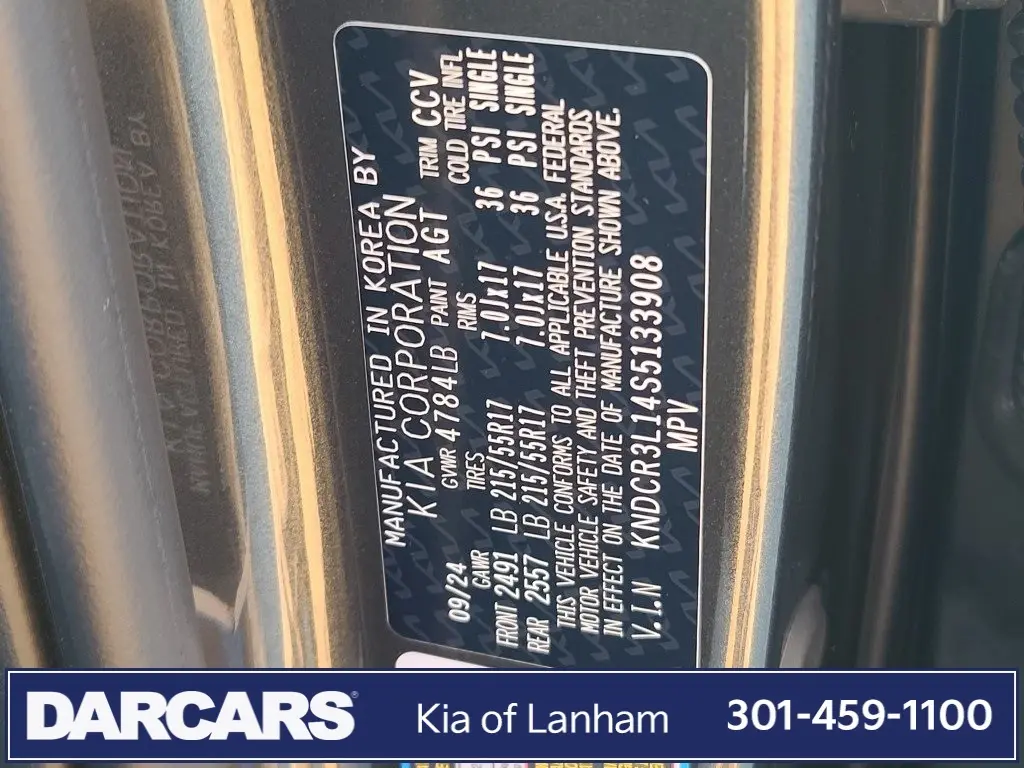 MANUFACTURED IN KOREA BY
KIA CORPORATION
09/24 GVWR 4784LB PAINT AGT TRIM CCV
GAWR TIRES RIMS COLD TIRE INFL
FRONT 2491 LB 215/55R17 7.0Jx17 36 PSI SINGLE
REAR 2557 LB 215/55R17 7.0Jx17 36 PSI SINGLE
THIS VEHICLE CONFORMS TO ALL APPLICABLE U.S.A. FEDERAL
MOTOR VEHICLE SAFETY AND THEFT PREVENTION STANDARDS
IN EFFECT ON THE DATE OF MANUFACTURE SHOWN ABOVE.
V.I.N KNDCR3L14S5133908
MPV
DARCARS® Kia of Lanham 301-459-1100